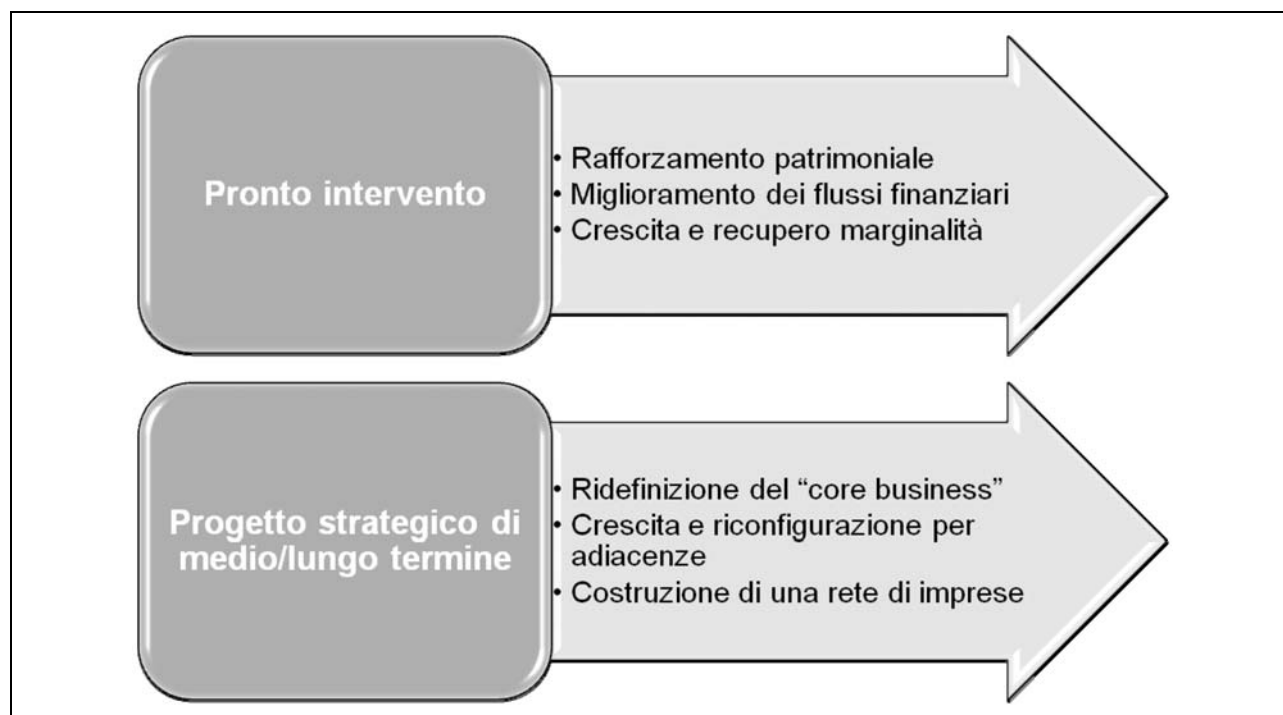 Pronto intervento
• Rafforzamento patrimoniale
• Miglioramento dei flussi finanziari
• Crescita e recupero marginalità
Progetto strategico di
medio/lungo termine
• Ridefinizione del “core business”
• Crescita e riconfigurazione per
adiacenze
• Costruzione di una rete di imprese